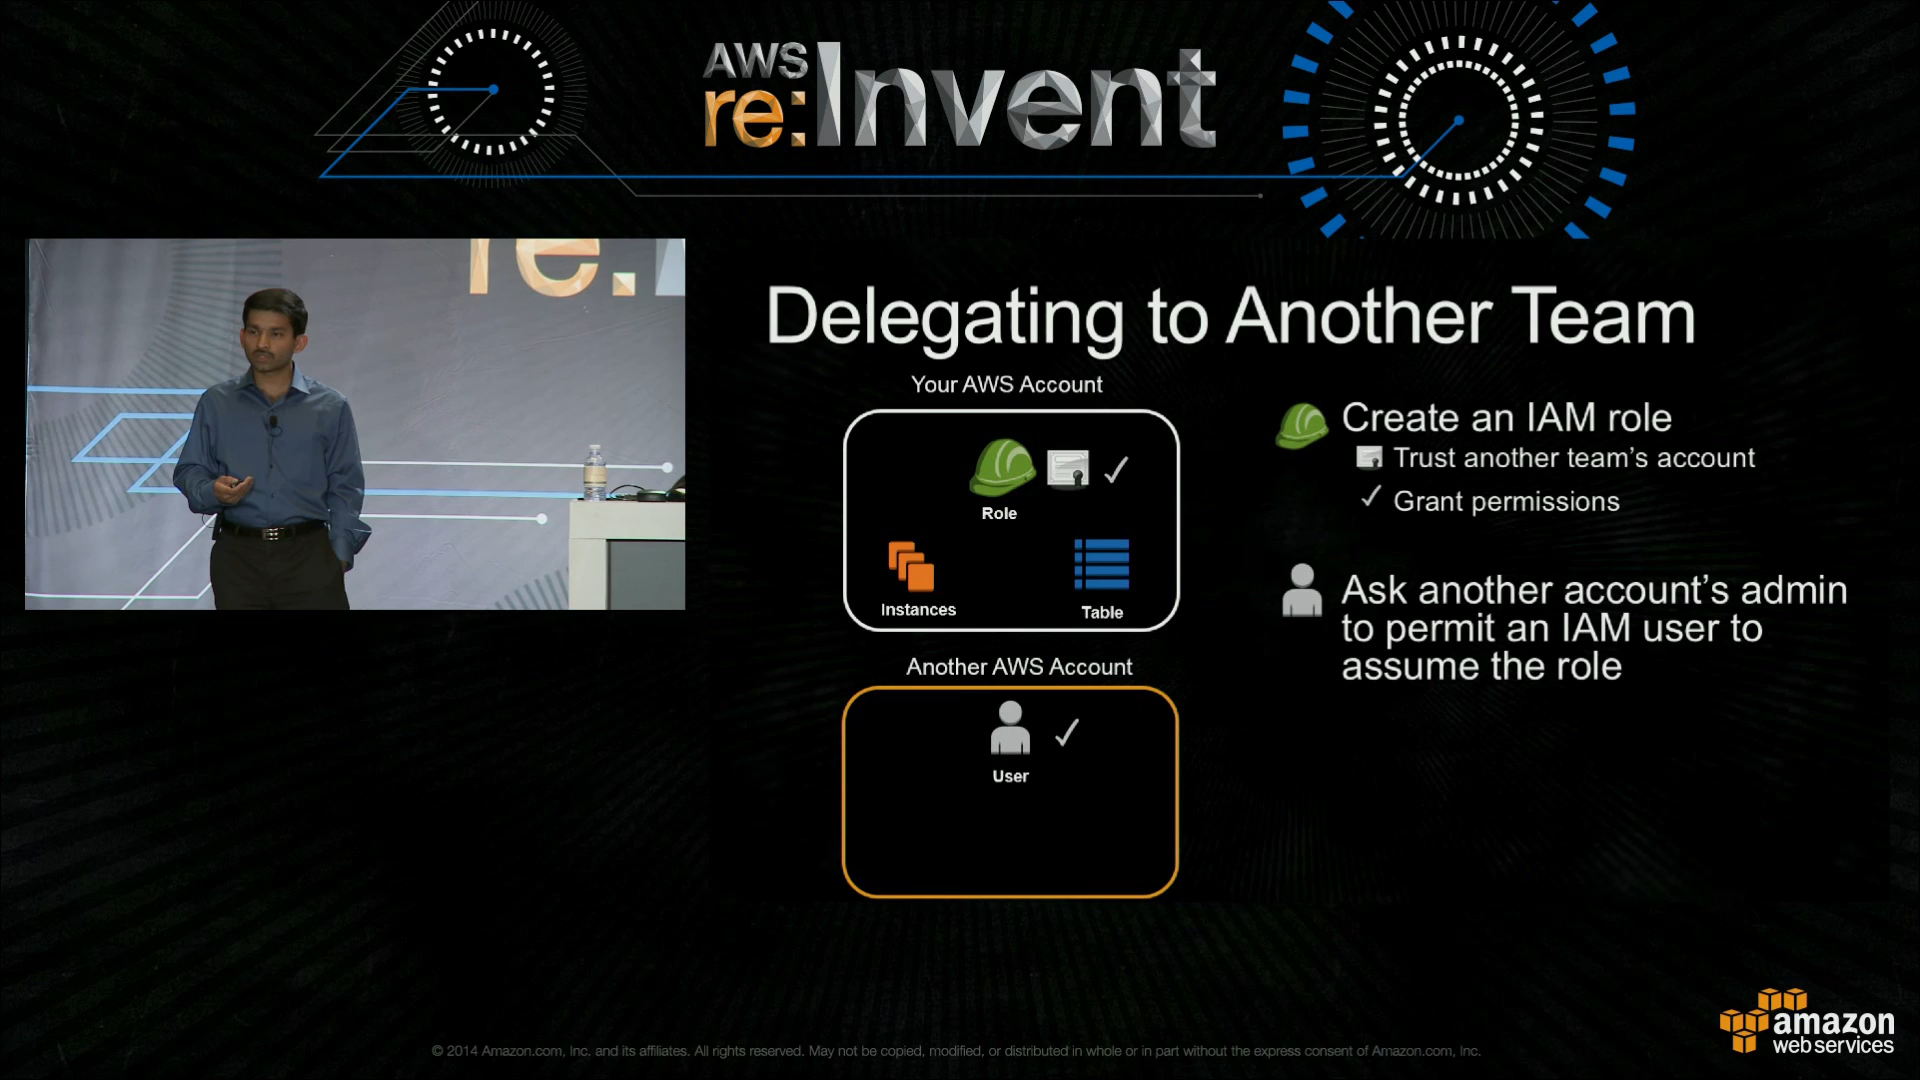 AWS
re:Invent
re:
Delegating to Another Team
Your AWS Account
Role
Instances
Table
Another AWS Account
User
Create an IAM role
Trust another team's account
✓ Grant permissions
Ask another account's admin
to permit an IAM user to
assume the role
© 2014 Amazon.com, Inc. and its affiliates. All rights reserved. May not be copied, modified, or distributed in whole or in part without the express consent of Amazon.com, Inc.
amazon
web services